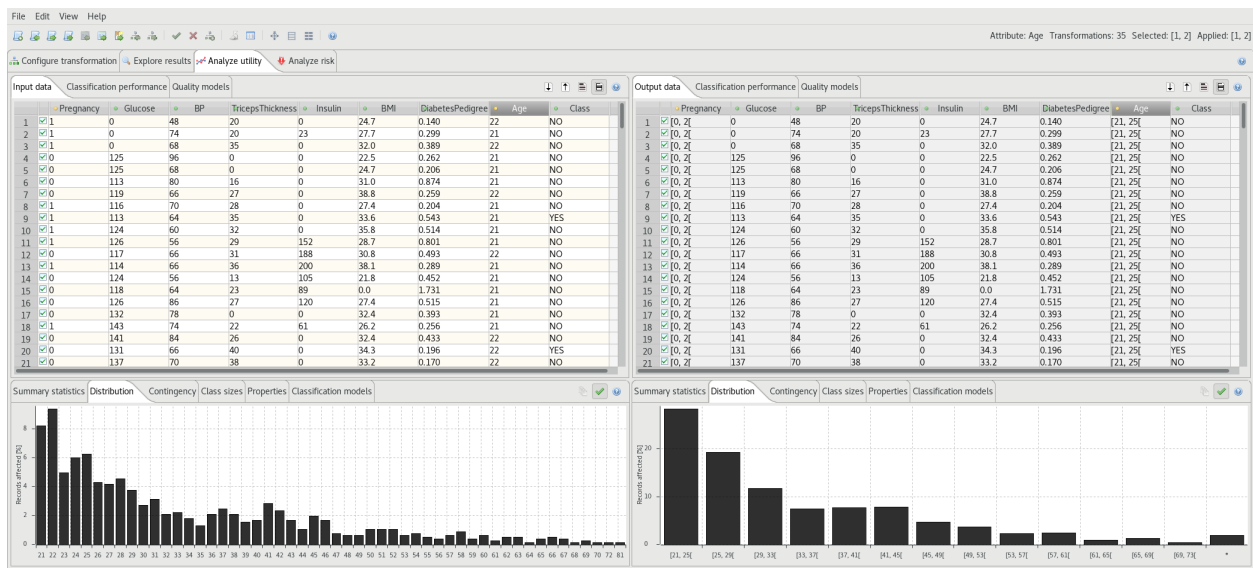 File Edit View Help
Attribute: Age Transformations: 35 Selected: [1, 2] Applied: [1, 2]
Configure transformation Explore results Analyze utility Analyze risk
Input data Classification performance Quality models
Pregnancy Glucose BP TricepsThickness Insulin BMI DiabetesPedigree Age Class
1 1 0 48 20 0 24.7 0.140 22 NO
2 1 0 74 20 23 27.7 0.299 21 NO
3 1 0 68 35 0 32.0 0.389 22 NO
4 0 125 96 0 0 22.5 0.262 21 NO
5 0 125 68 0 0 24.7 0.206 21 NO
6 0 113 80 16 0 31.0 0.874 21 NO
7 0 119 66 27 0 38.8 0.259 22 NO
8 1 116 70 28 0 27.4 0.204 21 NO
9 1 113 64 35 0 33.6 0.543 21 YES
10 1 124 60 32 0 35.8 0.514 21 NO
11 1 126 56 29 152 28.7 0.801 21 NO
12 0 117 66 31 188 30.8 0.493 22 NO
13 1 114 66 36 200 38.1 0.289 21 NO
14 0 124 56 13 105 21.8 0.452 21 NO
15 0 118 64 23 89 0.0 1.731 21 NO
16 0 126 86 27 120 27.4 0.515 21 NO
17 0 132 78 0 0 32.4 0.393 21 NO
18 1 143 74 22 61 26.2 0.256 21 NO
19 0 141 84 26 0 32.4 0.433 22 NO
20 0 131 66 40 0 34.3 0.196 22 YES
21 0 137 70 38 0 33.2 0.170 22 NO
Output data Classification performance Quality models
Pregnancy Glucose BP TricepsThickness Insulin BMI DiabetesPedigree Age Class
1 [0, 2[ 0 48 20 0 24.7 0.140 [21, 25[ NO
2 [0, 2[ 0 74 20 23 27.7 0.299 [21, 25[ NO
3 [0, 2[ 0 68 35 0 32.0 0.389 [21, 25[ NO
4 [0, 2[ 125 96 0 0 22.5 0.262 [21, 25[ NO
5 [0, 2[ 125 68 0 0 24.7 0.206 [21, 25[ NO
6 [0, 2[ 113 80 16 0 31.0 0.874 [21, 25[ NO
7 [0, 2[ 119 66 27 0 38.8 0.259 [21, 25[ NO
8 [0, 2[ 116 70 28 0 27.4 0.204 [21, 25[ NO
9 [0, 2[ 113 64 35 0 33.6 0.543 [21, 25[ YES
10 [0, 2[ 124 60 32 0 35.8 0.514 [21, 25[ NO
11 [0, 2[ 126 56 29 152 28.7 0.801 [21, 25[ NO
12 [0, 2[ 117 66 31 188 30.8 0.493 [21, 25[ NO
13 [0, 2[ 114 66 36 200 38.1 0.289 [21, 25[ NO
14 [0, 2[ 124 56 13 105 21.8 0.452 [21, 25[ NO
15 [0, 2[ 118 64 23 89 0.0 1.731 [21, 25[ NO
16 [0, 2[ 126 86 27 120 27.4 0.515 [21, 25[ NO
17 [0, 2[ 132 78 0 0 32.4 0.393 [21, 25[ NO
18 [0, 2[ 143 74 22 61 26.2 0.256 [21, 25[ NO
19 [0, 2[ 141 84 26 0 32.4 0.433 [21, 25[ NO
20 [0, 2[ 131 66 40 0 34.3 0.196 [21, 25[ YES
21 [0, 2[ 137 70 38 0 33.2 0.170 [21, 25[ NO
Summary statistics Distribution Contingency Class sizes Properties Classification models
Records affected [%]
8
6
4
2
0
21 22 23 24 25 26 27 28 29 30 31 32 33 34 35 36 37 38 39 40 41 42 43 44 45 46 47 48 49 50 51 52 53 54 55 56 57 58 59 60 61 62 63 64 65 66 67 68 69 70 72 81
Summary statistics Distribution Contingency Class sizes Properties Classification models
Records affected [%]
20
10
0
[21, 25[ [25, 29[ [29, 33[ [33, 37[ [37, 41[ [41, 45[ [45, 49[ [49, 53[ [53, 57[ [57, 61[ [61, 65[ [65, 69[ [69, 73[ *